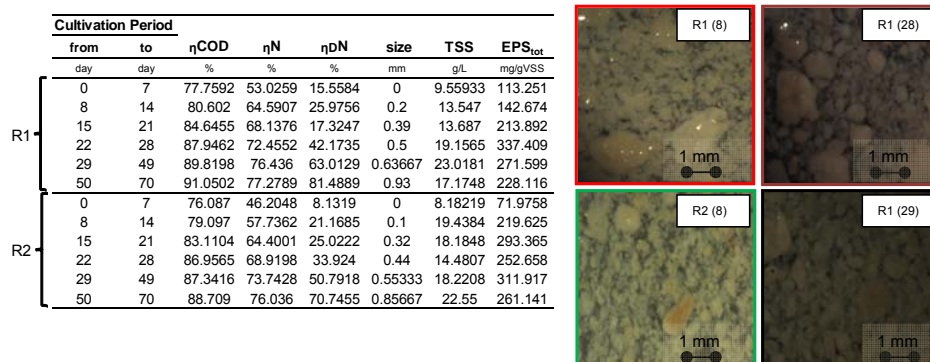 Cultivation Period
from to ηCOD ηN ηDN size TSS EPStot
day day % % % mm g/L mg/gVSS
R1
0 7 77.7592 53.0259 15.5584 0 9.55933 113.251
8 14 80.602 64.5907 25.9756 0.2 13.547 142.674
15 21 84.6455 68.1376 17.3247 0.39 13.687 213.892
22 28 87.9462 72.4552 42.1735 0.5 19.1565 337.409
29 49 89.8198 76.436 63.0129 0.63667 23.0181 271.599
50 70 91.0502 77.2789 81.4889 0.93 17.1748 228.116
R2
0 7 76.087 46.2048 8.1319 0 8.18219 71.9758
8 14 79.097 57.7362 21.1685 0.1 19.4384 219.625
15 21 83.1104 64.4001 25.0222 0.32 18.1848 293.365
22 28 86.9565 68.9198 33.924 0.44 14.4807 252.658
29 49 87.3416 73.7428 50.7918 0.55333 18.2208 311.917
50 70 88.709 76.036 70.7455 0.85667 22.55 261.141
R1 (8)
1 mm
R1 (28)
1 mm
R2 (8)
1 mm
R1 (29)
1 mm